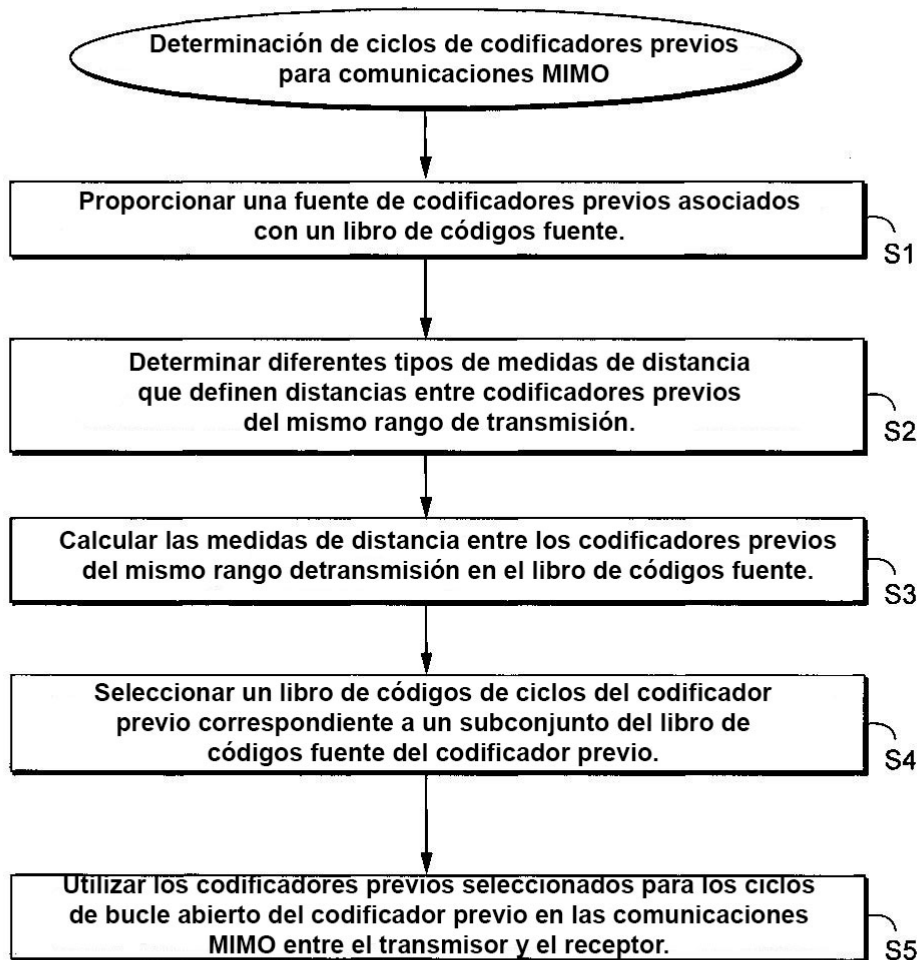 Determinación de ciclos de codificadores previos
para comunicaciones MIMO
Proporcionar una fuente de codificadores previos asociados
con un libro de códigos fuente.
S1
Determinar diferentes tipos de medidas de distancia
que definen distancias entre codificadores previos
del mismo rango de transmisión.
S2
Calcular las medidas de distancia entre los codificadores previos
del mismo rango detransmisión en el libro de códigos fuente.
S3
Seleccionar un libro de códigos de ciclos del codificador
previo correspondiente a un subconjunto del libro de
códigos fuente del codificador previo.
S4
Utilizar los codificadores previos seleccionados para los ciclos
de bucle abierto del codificador previo en las comunicaciones
MIMO entre el transmisor y el receptor.
S5